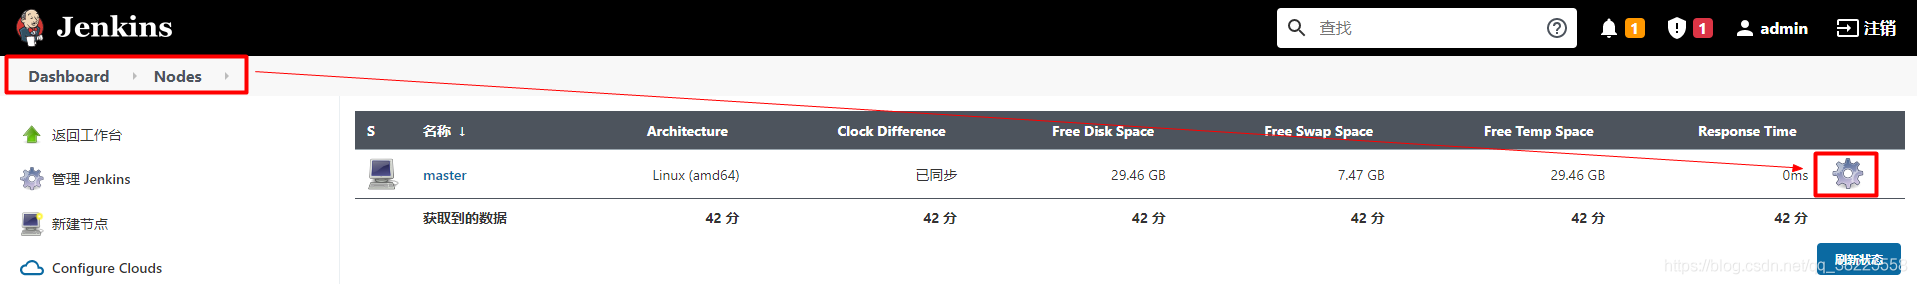 Jenkins
查找
1
1
admin
注销
Dashboard
Nodes
返回工作台
管理 Jenkins
新建节点
Configure Clouds
S 名称 ↓ Architecture Clock Difference Free Disk Space Free Swap Space Free Temp Space Response Time
master Linux (amd64) 已同步 29.46 GB 7.47 GB 29.46 GB 0ms
获取到的数据 42 分 42 分 42 分 42 分 42 分 42 分
刷新状态
https://blog.csdn.net/qq_38225558